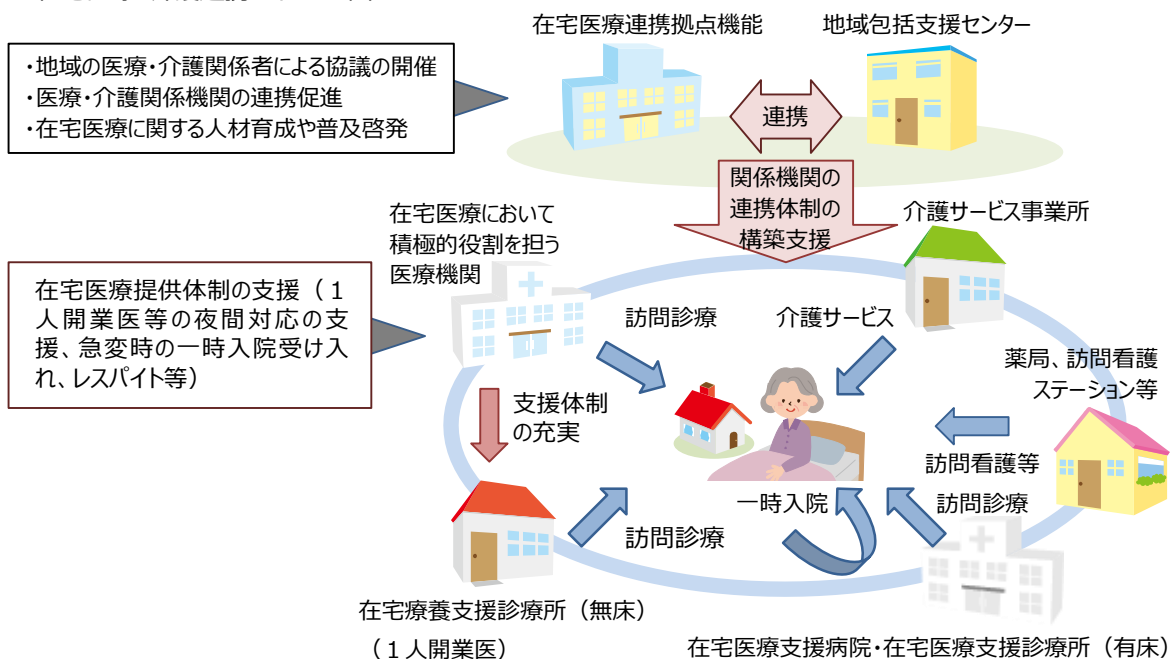 在宅医療連携拠点機能
地域包括支援センター
・地域の医療・介護関係者による協議の開催
・医療・介護関係機関の連携促進
・在宅医療に関する人材育成や普及啓発
連携
関係機関の
連携体制の
構築支援
在宅医療において
積極的役割を担う
医療機関
介護サービス事業所
在宅医療提供体制の支援（１
人開業医等の夜間対応の支
援、急変時の一時入院受け入
れ、レスパイト等）
訪問診療
介護サービス
薬局、訪問看護
ステーション等
支援体制
の充実
訪問看護等
一時入院
訪問診療
訪問診療
在宅療養支援診療所（無床）
（１人開業医）
在宅医療支援病院・在宅医療支援診療所（有床）